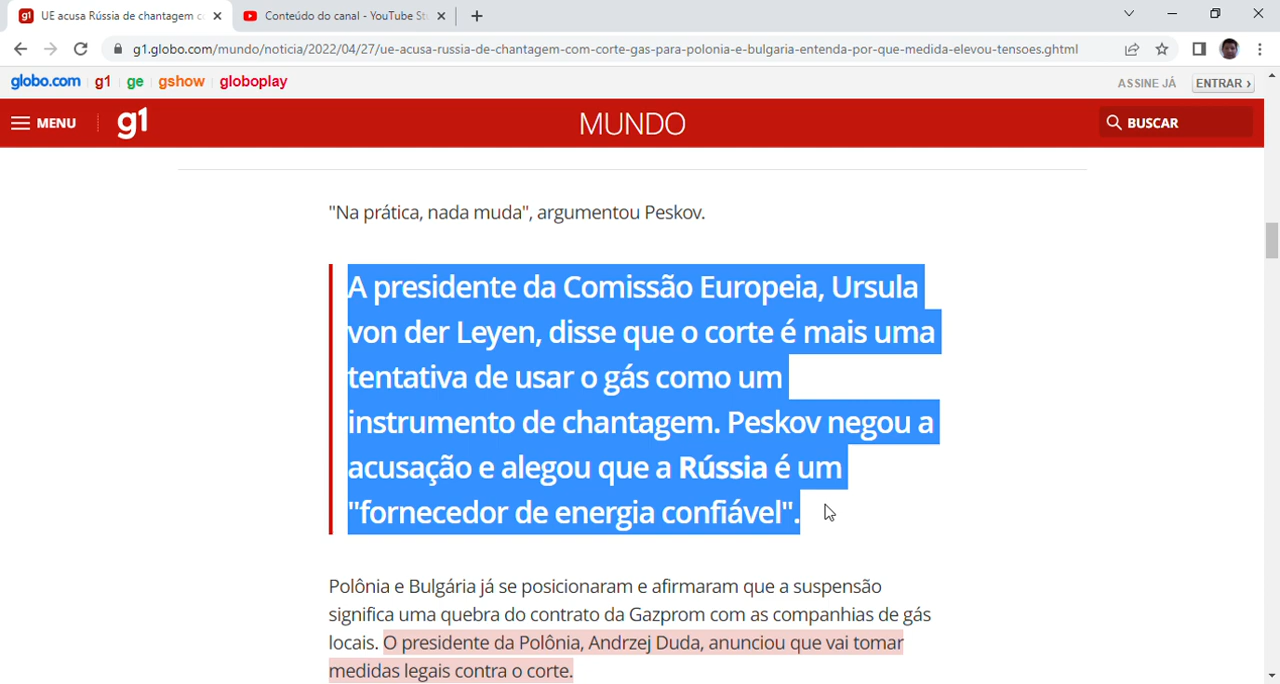 UE acusa Rússia de chantagem c
Conteúdo do canal - YouTube St
g1.globo.com/mundo/noticia/2022/04/27/ue-acusa-russia-de-chantagem-com-corte-gas-para-polonia-e-bulgaria-entenda-por-que-medida-elevou-tensoes.ghtml
globo.com g1 ge gshow globoplay ASSINE JÁ ENTRAR ›
MENU g1 MUNDO BUSCAR
"Na prática, nada muda", argumentou Peskov.
A presidente da Comissão Europeia, Ursula
von der Leyen, disse que o corte é mais uma
tentativa de usar o gás como um
instrumento de chantagem. Peskov negou a
acusação e alegou que a Rússia é um
"fornecedor de energia confiável".
Polônia e Bulgária já se posicionaram e afirmaram que a suspensão
significa uma quebra do contrato da Gazprom com as companhias de gás
locais. O presidente da Polônia, Andrzej Duda, anunciou que vai tomar
medidas legais contra o corte.